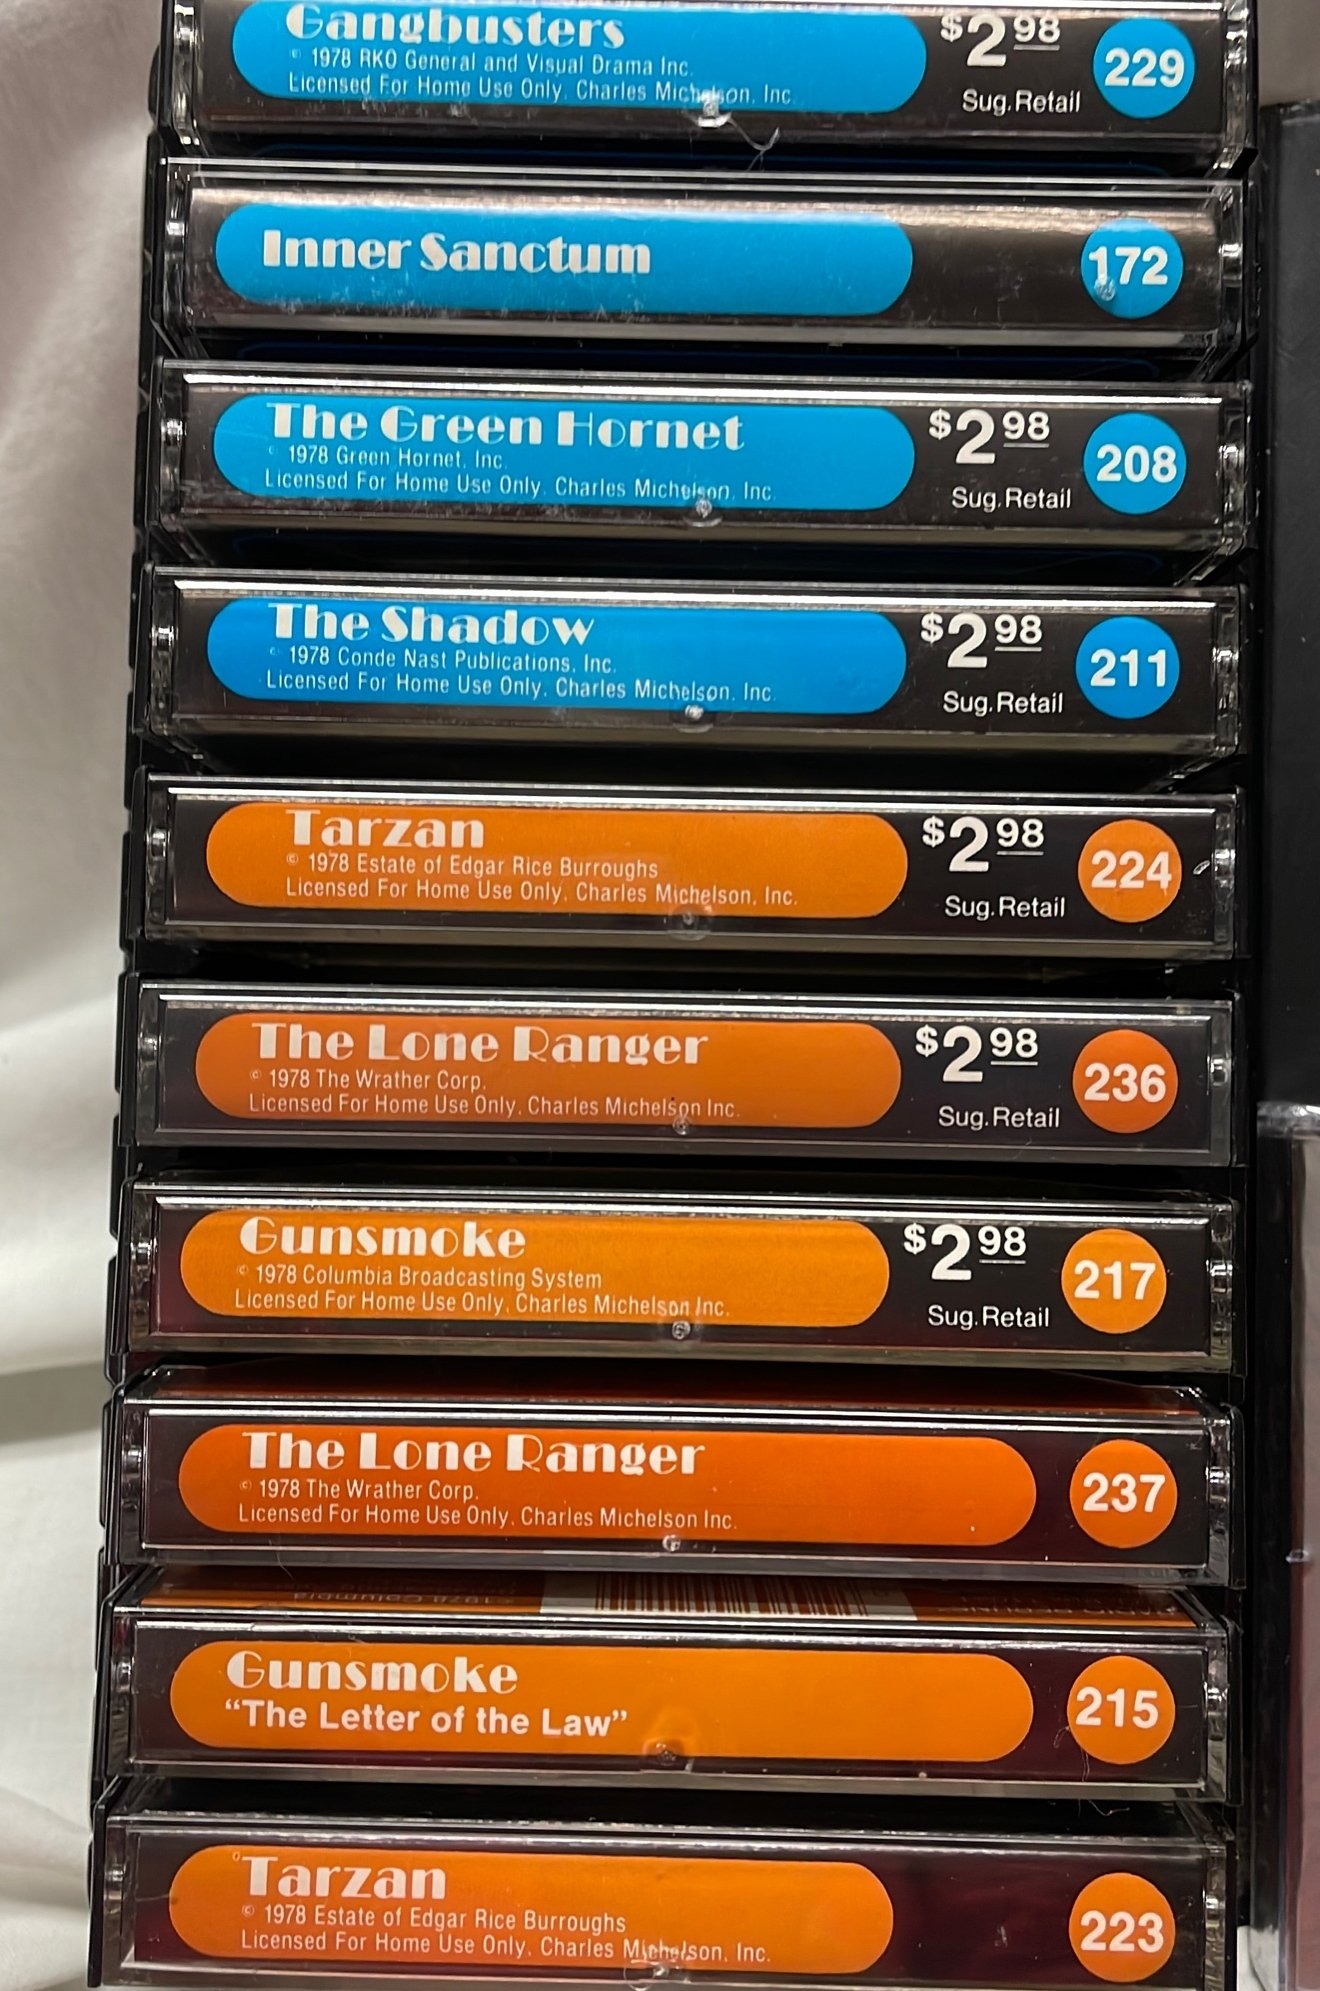 Gangbusters
© 1978 RKO General and Visual Drama Inc.
Licensed For Home Use Only. Charles Michelson, Inc.
$2 98
Sug. Retail
229
Inner Sanctum
172
The Green Hornet
© 1978 Green Hornet, Inc.
Licensed For Home Use Only. Charles Michelson, Inc.
$2 98
Sug. Retail
208
The Shadow
© 1978 Conde Nast Publications, Inc.
Licensed For Home Use Only. Charles Michelson, Inc.
$2 98
Sug. Retail
211
Tarzan
© 1978 Estate of Edgar Rice Burroughs
Licensed For Home Use Only. Charles Michelson, Inc.
$2 98
Sug. Retail
224
The Lone Ranger
© 1978 The Wrather Corp.
Licensed For Home Use Only. Charles Michelson Inc.
$2 98
Sug. Retail
236
Gunsmoke
© 1978 Columbia Broadcasting System
Licensed For Home Use Only. Charles Michelson Inc.
$2 98
Sug. Retail
217
The Lone Ranger
© 1978 The Wrather Corp.
Licensed For Home Use Only. Charles Michelson Inc.
237
© 1978 Columbia
Gunsmoke
"The Letter of the Law"
215
Tarzan
© 1978 Estate of Edgar Rice Burroughs
Licensed For Home Use Only. Charles Michelson, Inc.
223